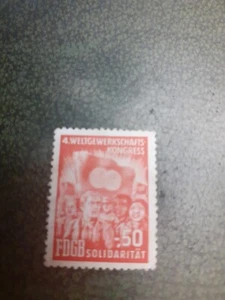 4. WELTGEWERKSCHAFTS-
KONGRESS
-.50
FDGB SOLIDARITÄT